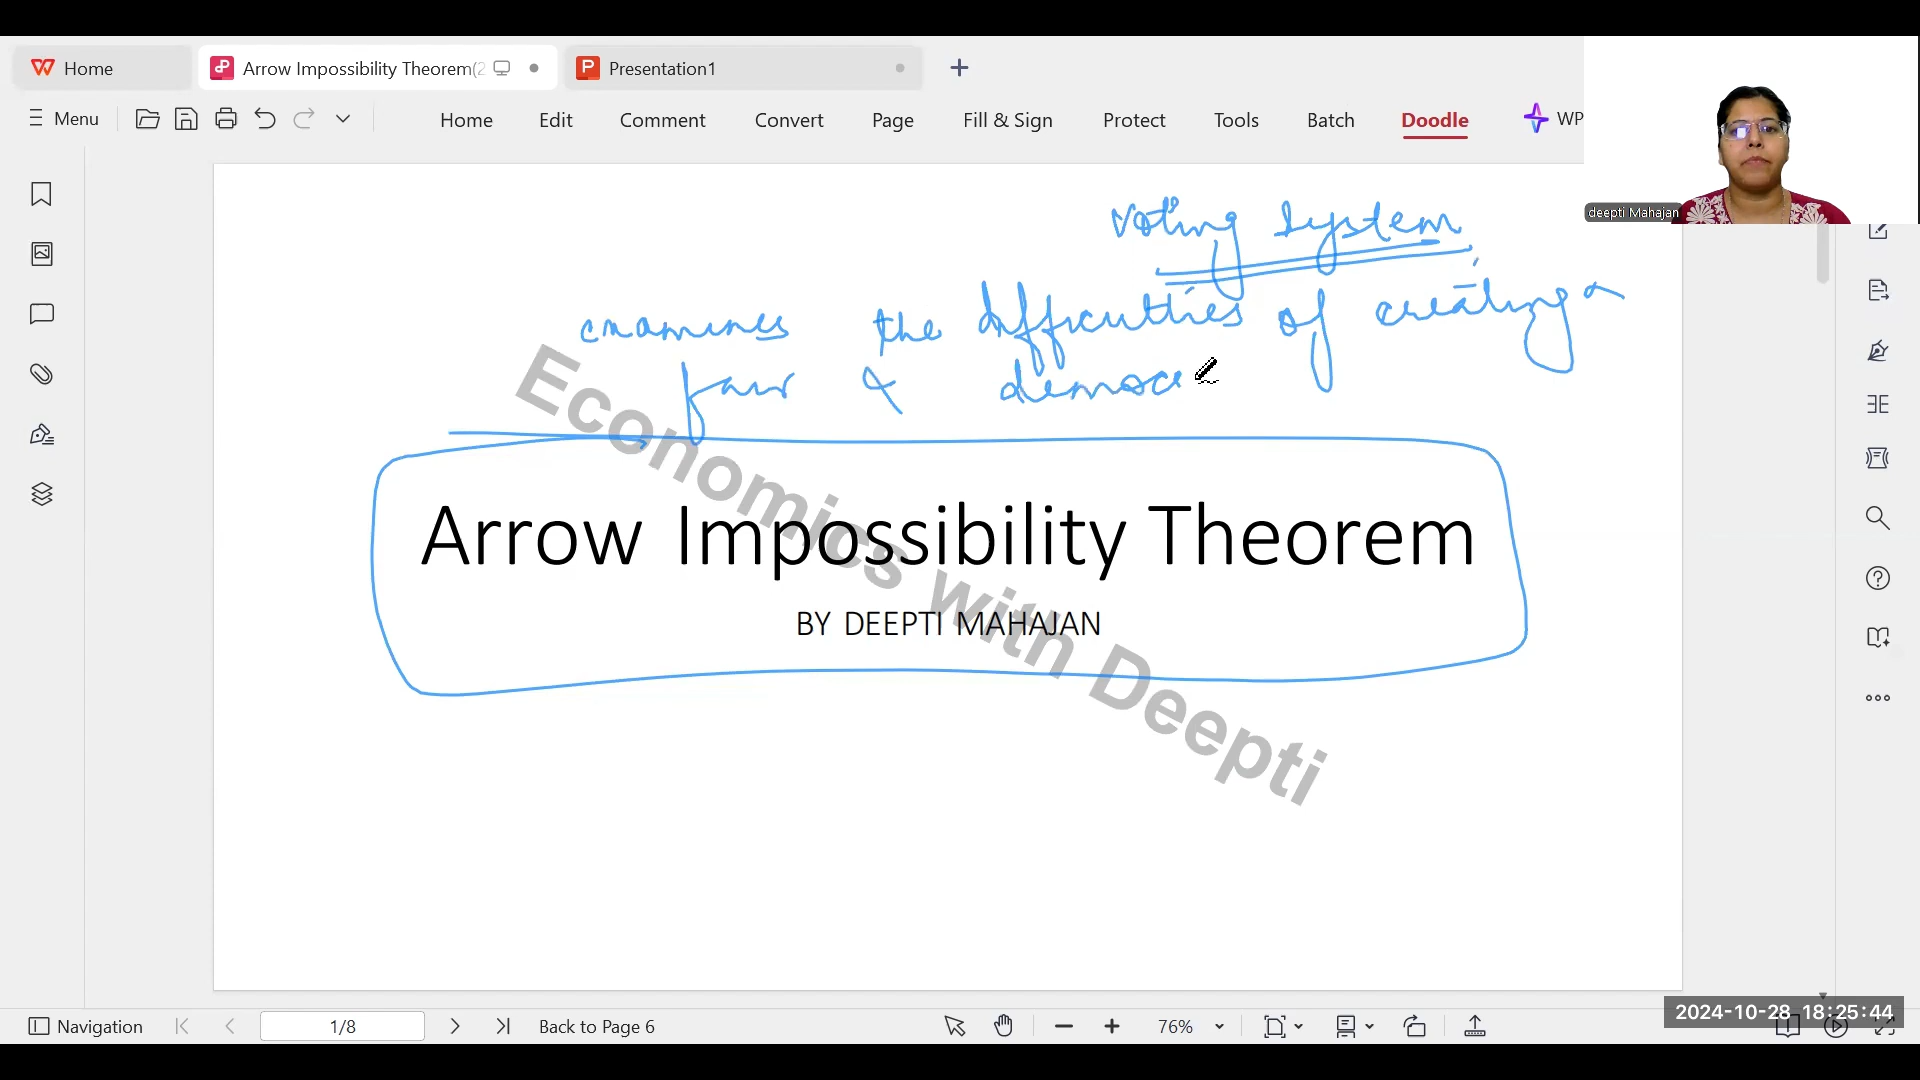 Home
Arrow Impossibility Theorem(2
Presentation1
Menu
Home Edit Comment Convert Page Fill & Sign Protect Tools Batch Doodle WP
deepti Mahajan
Voting System
examines the difficulties of creating a
fair & democ
Arrow Impossibility Theorem
BY DEEPTI MAHAJAN
Economics with Deepti
2024-10-28 18:25:44
Navigation 1/8 Back to Page 6 76%